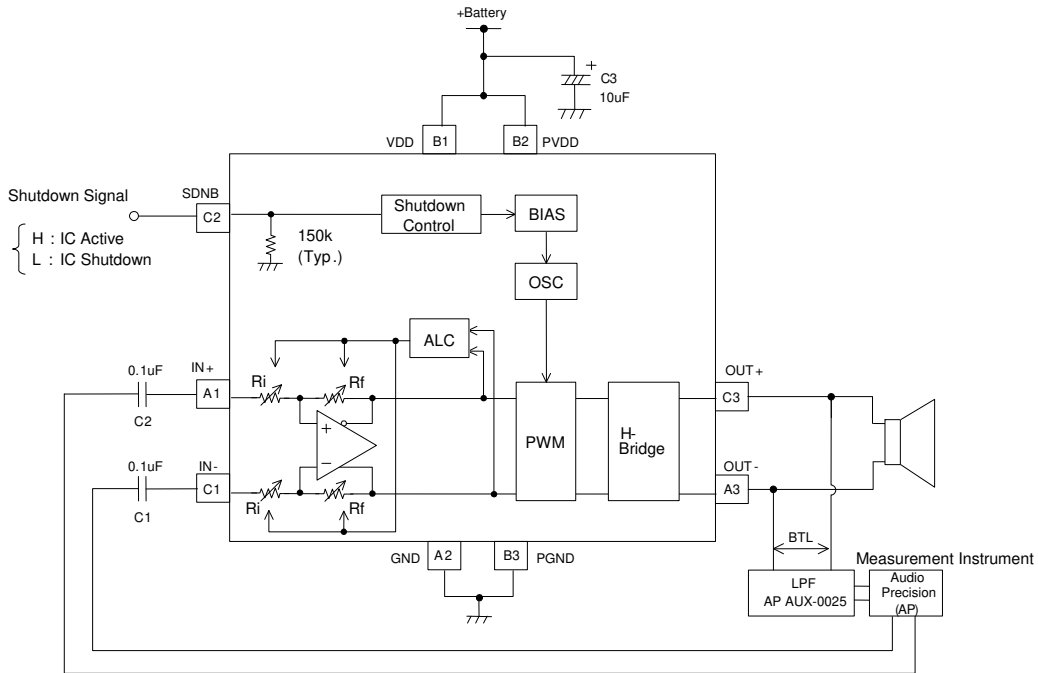 +Battery
+
C3
10uF
VDD
B1
B2
PVDD
SDNB
Shutdown Signal
C2
H : IC Active
L : IC Shutdown
150k
(Typ.)
Shutdown
Control
BIAS
OSC
ALC
0.1uF
IN+
A1
C2
Ri
Rf
+
−
0.1uF
IN-
C1
C1
Ri
Rf
PWM
H-
Bridge
OUT+
C3
OUT-
A3
GND
A2
B3
PGND
BTL
Measurement Instrument
LPF
AP AUX-0025
Audio
Precision
(AP)